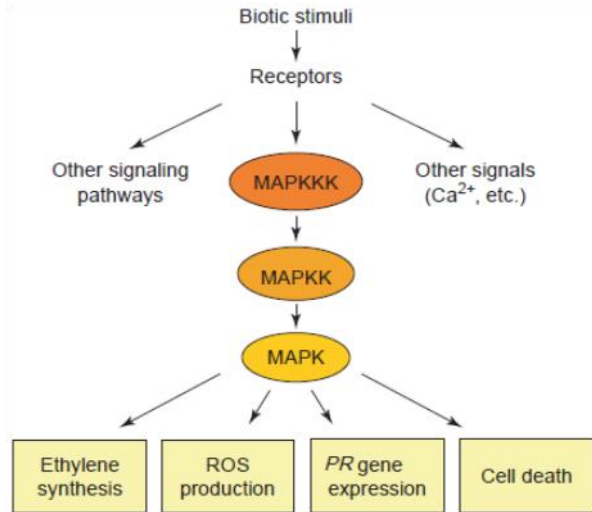 Biotic stimuli
Receptors
Other signaling
pathways
MAPKKK
Other signals
(Ca²⁺, etc.)
MAPKK
MAPK
Ethylene
synthesis
ROS
production
PR gene
expression
Cell death